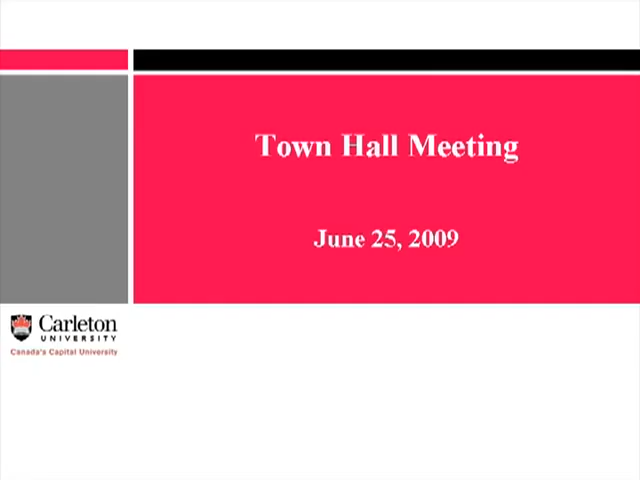 Town Hall Meeting
June 25, 2009
Carleton
UNIVERSITY
Canada's Capital University